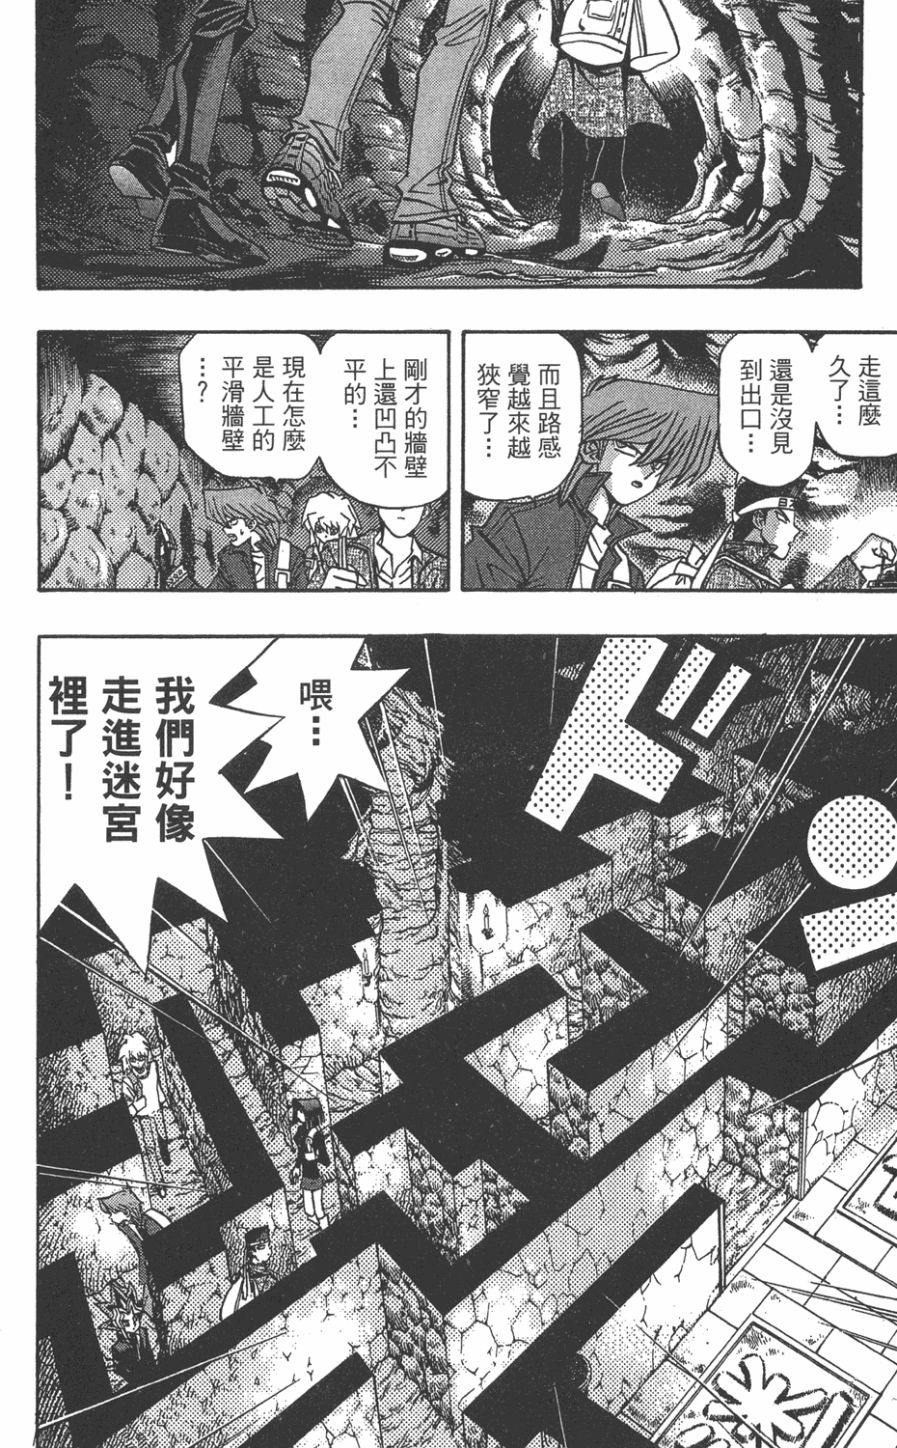 走這麼
久了…
還是沒見
到出口…
而且路感
覺越來越
狹窄了…
剛才的牆壁
上還凹凸不
平的…
現在怎麼
是人工的
平滑牆壁
…?
ドドーン
喂…
我們好像
走進迷宮
裡了！